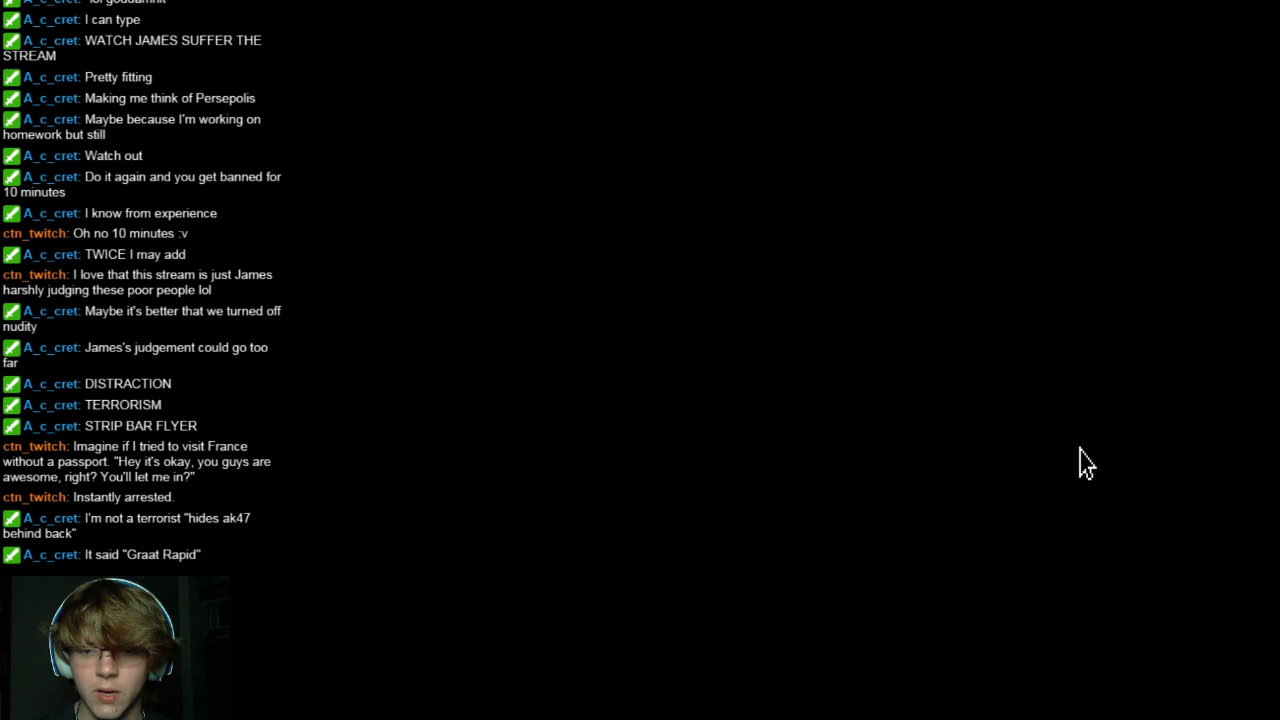 "lol goddamnit
A_c_cret: I can type
A_c_cret: WATCH JAMES SUFFER THE
STREAM
A_c_cret: Pretty fitting
A_c_cret: Making me think of Persepolis
A_c_cret: Maybe because I'm working on
homework but still
A_c_cret: Watch out
A_c_cret: Do it again and you get banned for
10 minutes
A_c_cret: I know from experience
ctn_twitch: Oh no 10 minutes :v
A_c_cret: TWICE I may add
ctn_twitch: I love that this stream is just James
harshly judging these poor people lol
A_c_cret: Maybe it's better that we turned off
nudity
A_c_cret: James's judgement could go too
far
A_c_cret: DISTRACTION
A_c_cret: TERRORISM
A_c_cret: STRIP BAR FLYER
ctn_twitch: Imagine if I tried to visit France
without a passport. "Hey it's okay, you guys are
awesome, right? You'll let me in?"
ctn_twitch: Instantly arrested.
A_c_cret: I'm not a terrorist "hides ak47
behind back"
A_c_cret: It said "Graat Rapid"